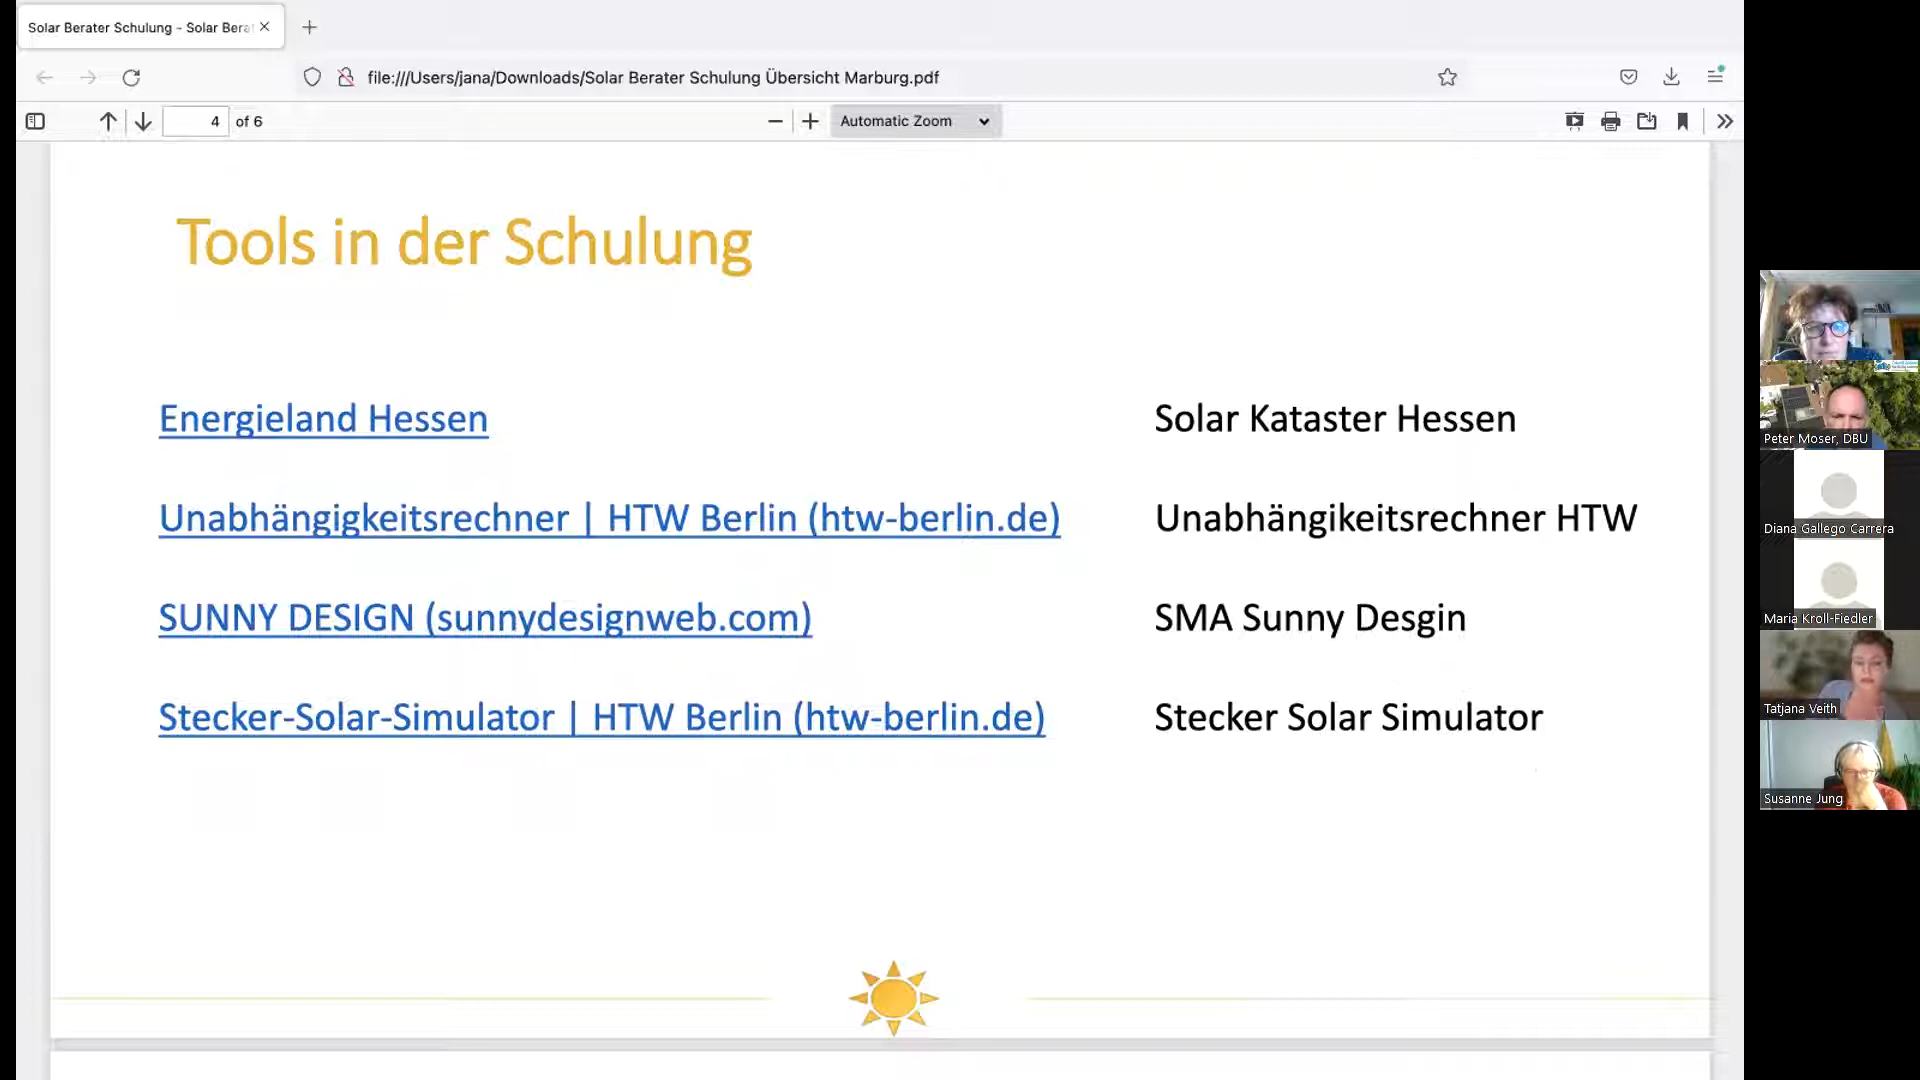 Solar Berater Schulung – Solar Bera
file:///Users/jana/Downloads/Solar Berater Schulung Übersicht Marburg.pdf
4 of 6
Automatic Zoom
Tools in der Schulung
Energieland Hessen
Solar Kataster Hessen
Unabhängigkeitsrechner | HTW Berlin (htw-berlin.de)
Unabhängikeitsrechner HTW
SUNNY DESIGN (sunnydesignweb.com)
SMA Sunny Desgin
Stecker-Solar-Simulator | HTW Berlin (htw-berlin.de)
Stecker Solar Simulator
Peter Moser, DBU
Diana Gallego Carrera
Maria Kroll-Fiedler
Tatjana Veith
Susanne Jung